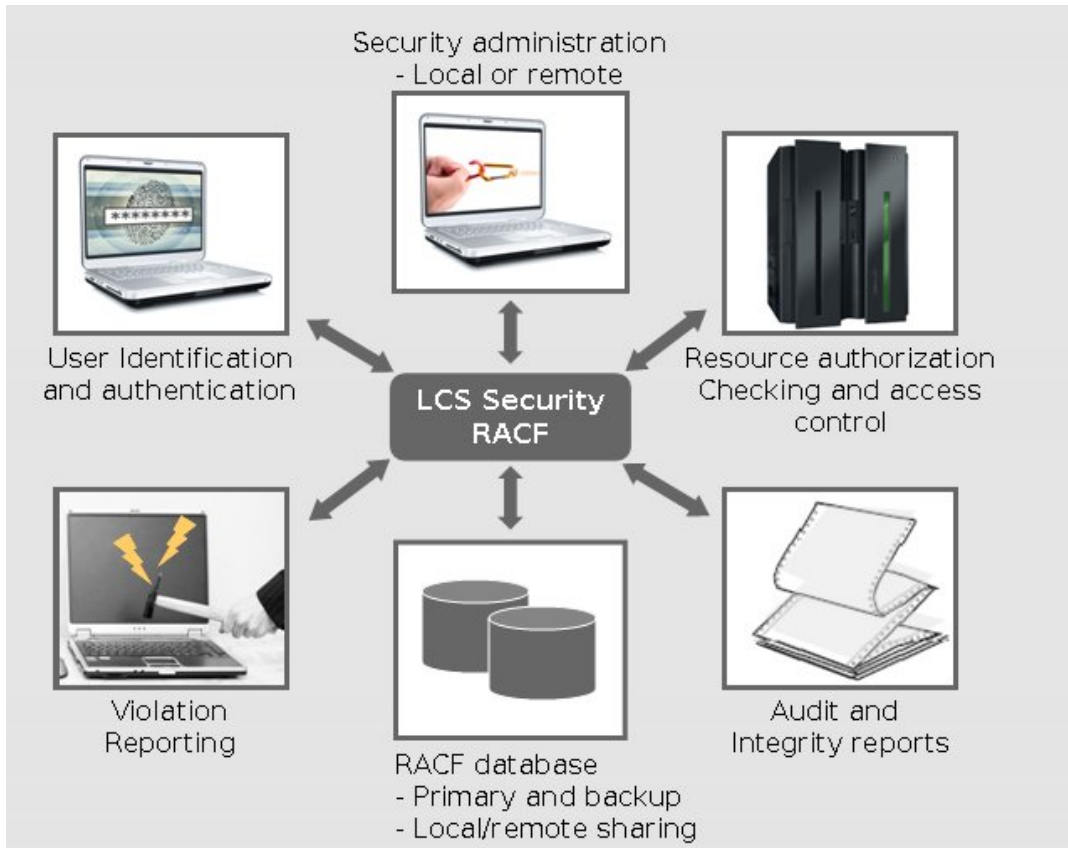 Security administration
- Local or remote
********
User Identification
and authentication
LCS Security
RACF
Resource authorization
Checking and access
control
Violation
Reporting
RACF database
- Primary and backup
- Local/remote sharing
Audit and
Integrity reports